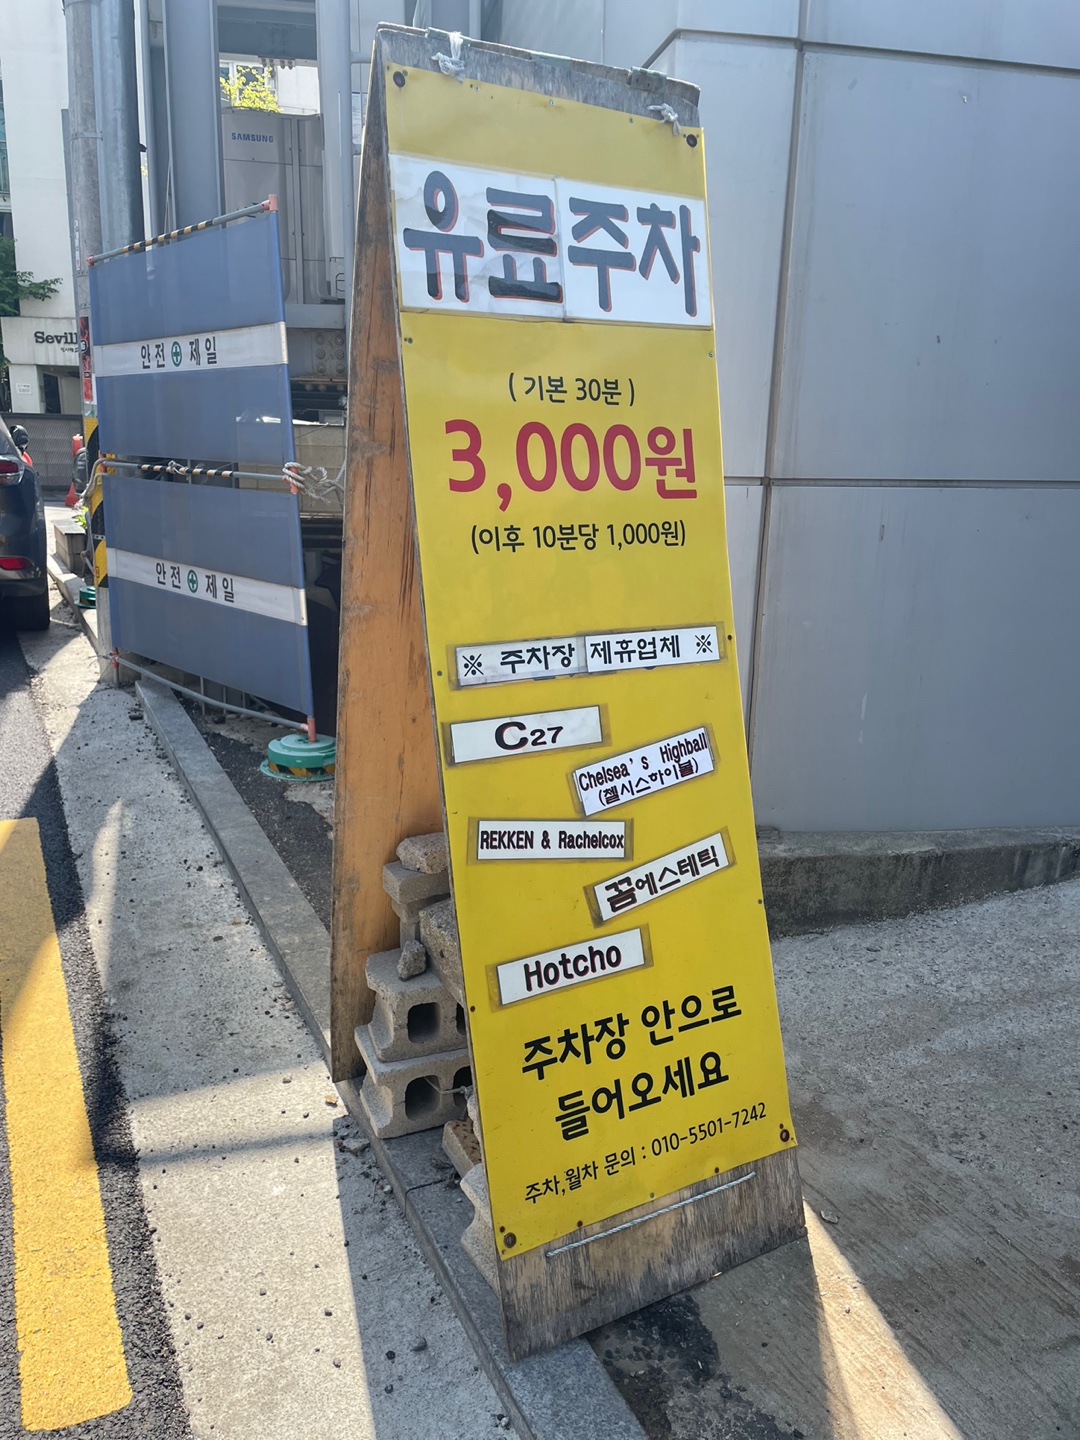 SAMSUNG
Sevill
안전 제일
안전 제일
유료주차
( 기본 30분 )
3,000원
(이후 10분당 1,000원)
※ 주차장 제휴업체 ※
C27
Chelsea's Highball
(첼시스하이볼)
REKKEN & Rachelcox
꼼에스테틱
Hotcho
주차장 안으로
들어오세요
주차,월차 문의 : 010-5501-7242